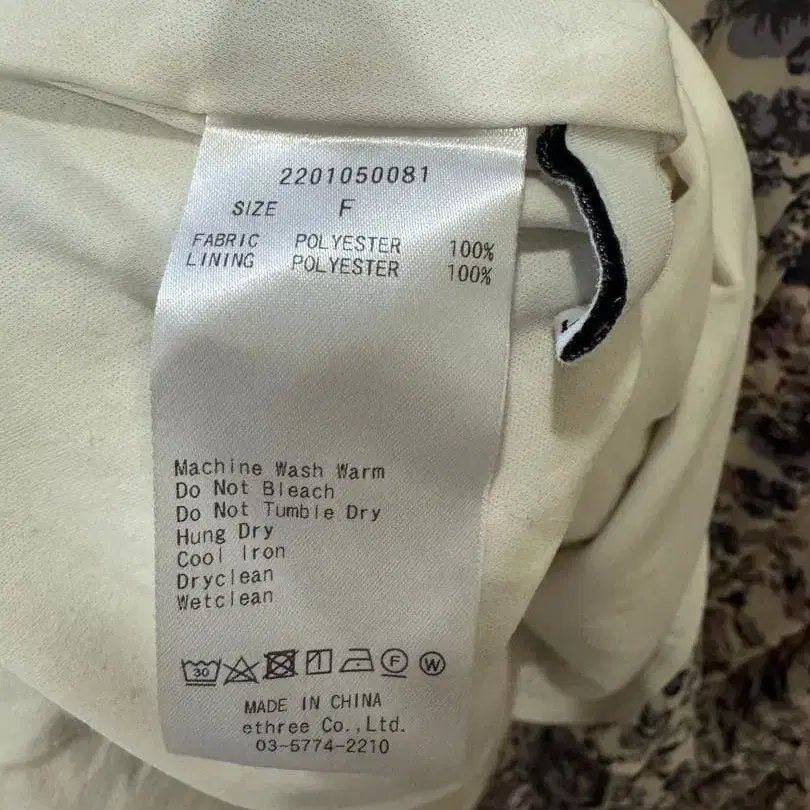 2201050081
SIZE F
FABRIC POLYESTER 100%
LINING POLYESTER 100%
Machine Wash Warm
Do Not Bleach
Do Not Tumble Dry
Hung Dry
Cool Iron
Dryclean
Wetclean
30 F W
MADE IN CHINA
ethree Co.,Ltd.
03-5774-2210